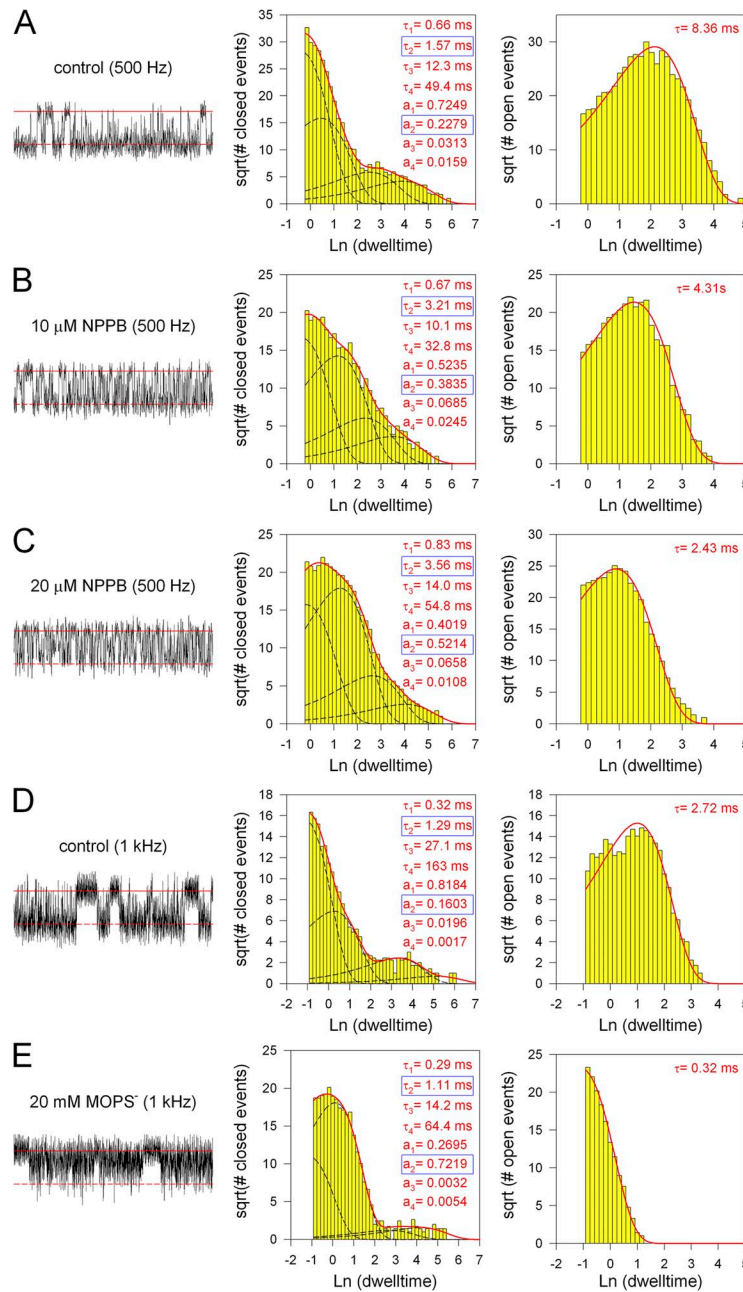 A
control (500 Hz)
sqrt(# closed events)
35
30
25
20
15
10
5
0
-1 0 1 2 3 4 5 6 7
Ln (dwelltime)
τ1= 0.66 ms
τ2= 1.57 ms
τ3= 12.3 ms
τ4= 49.4 ms
a1= 0.7249
a2= 0.2279
a3= 0.0313
a4= 0.0159
sqrt (# open events)
35
30
25
20
15
10
5
0
-1 0 1 2 3 4 5
Ln (dwelltime)
τ= 8.36 ms
B
10 μM NPPB (500 Hz)
sqrt(# closed events)
25
20
15
10
5
0
-1 0 1 2 3 4 5 6 7
Ln (dwelltime)
τ1= 0.67 ms
τ2= 3.21 ms
τ3= 10.1 ms
τ4= 32.8 ms
a1= 0.5235
a2= 0.3835
a3= 0.0685
a4= 0.0245
sqrt (# open events)
25
20
15
10
5
0
-1 0 1 2 3 4 5
Ln (dwelltime)
τ= 4.31s
C
20 μM NPPB (500 Hz)
sqrt(# closed events)
25
20
15
10
5
0
-1 0 1 2 3 4 5 6 7
Ln (dwelltime)
τ1= 0.83 ms
τ2= 3.56 ms
τ3= 14.0 ms
τ4= 54.8 ms
a1= 0.4019
a2= 0.5214
a3= 0.0658
a4= 0.0108
sqrt (# open events)
30
25
20
15
10
5
0
-1 0 1 2 3 4 5
Ln (dwelltime)
τ= 2.43 ms
D
control (1 kHz)
sqrt(# closed events)
18
16
14
12
10
8
6
4
2
0
-2 -1 0 1 2 3 4 5 6 7
Ln (dwelltime)
τ1= 0.32 ms
τ2= 1.29 ms
τ3= 27.1 ms
τ4= 163 ms
a1= 0.8184
a2= 0.1603
a3= 0.0196
a4= 0.0017
sqrt (# open events)
18
16
14
12
10
8
6
4
2
0
-2 -1 0 1 2 3 4 5
Ln (dwelltime)
τ= 2.72 ms
E
20 mM MOPS- (1 kHz)
sqrt(# closed events)
25
20
15
10
5
0
-2 -1 0 1 2 3 4 5 6 7
Ln (dwelltime)
τ1= 0.29 ms
τ2= 1.11 ms
τ3= 14.2 ms
τ4= 64.4 ms
a1= 0.2695
a2= 0.7219
a3= 0.0032
a4= 0.0054
sqrt (# open events)
25
20
15
10
5
0
-2 -1 0 1 2 3 4 5
Ln (dwelltime)
τ= 0.32 ms